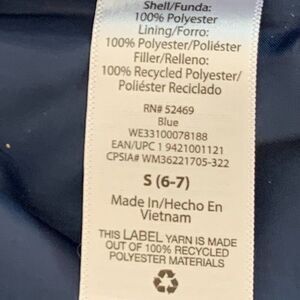 Shell/Funda:
100% Polyester
Lining/Forro:
100% Polyester/Poliéster
Filler/Relleno:
100% Recycled Polyester/
Poliéster Reciclado
RN# 52469
Blue
WE33100078188
EAN/UPC 1 9421001121
CPSIA# WM36221705-322
S (6-7)
Made In/Hecho En
Vietnam
THIS LABEL YARN IS MADE
OUT OF 100% RECYCLED
POLYESTER MATERIALS